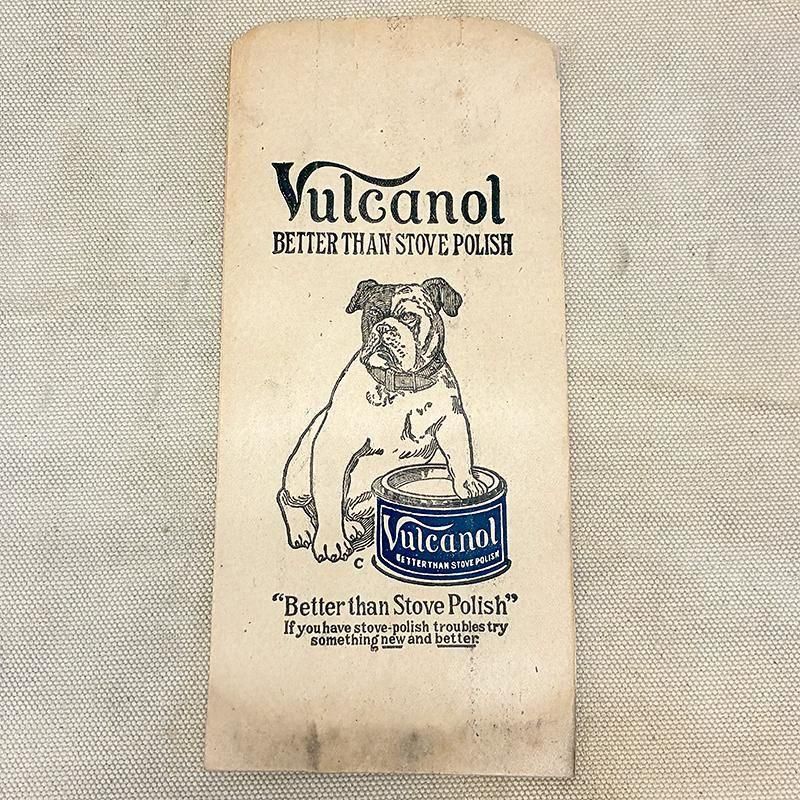 Vulcanol
BETTER THAN STOVE POLISH
Vulcanol
BETTER THAN STOVE POLISH
C
“Better than Stove Polish”
If you have stove-polish troubles try
something new and better.